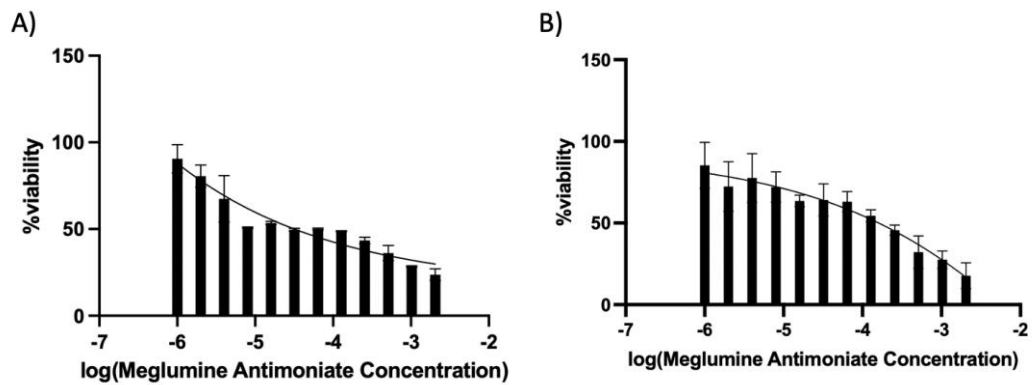 A)
150
100
50
0
%viability
-7 -6 -5 -4 -3 -2
log(Meglumine Antimoniate Concentration)
B)
150
100
50
0
%viability
-7 -6 -5 -4 -3 -2
log(Meglumine Antimoniate Concentration)